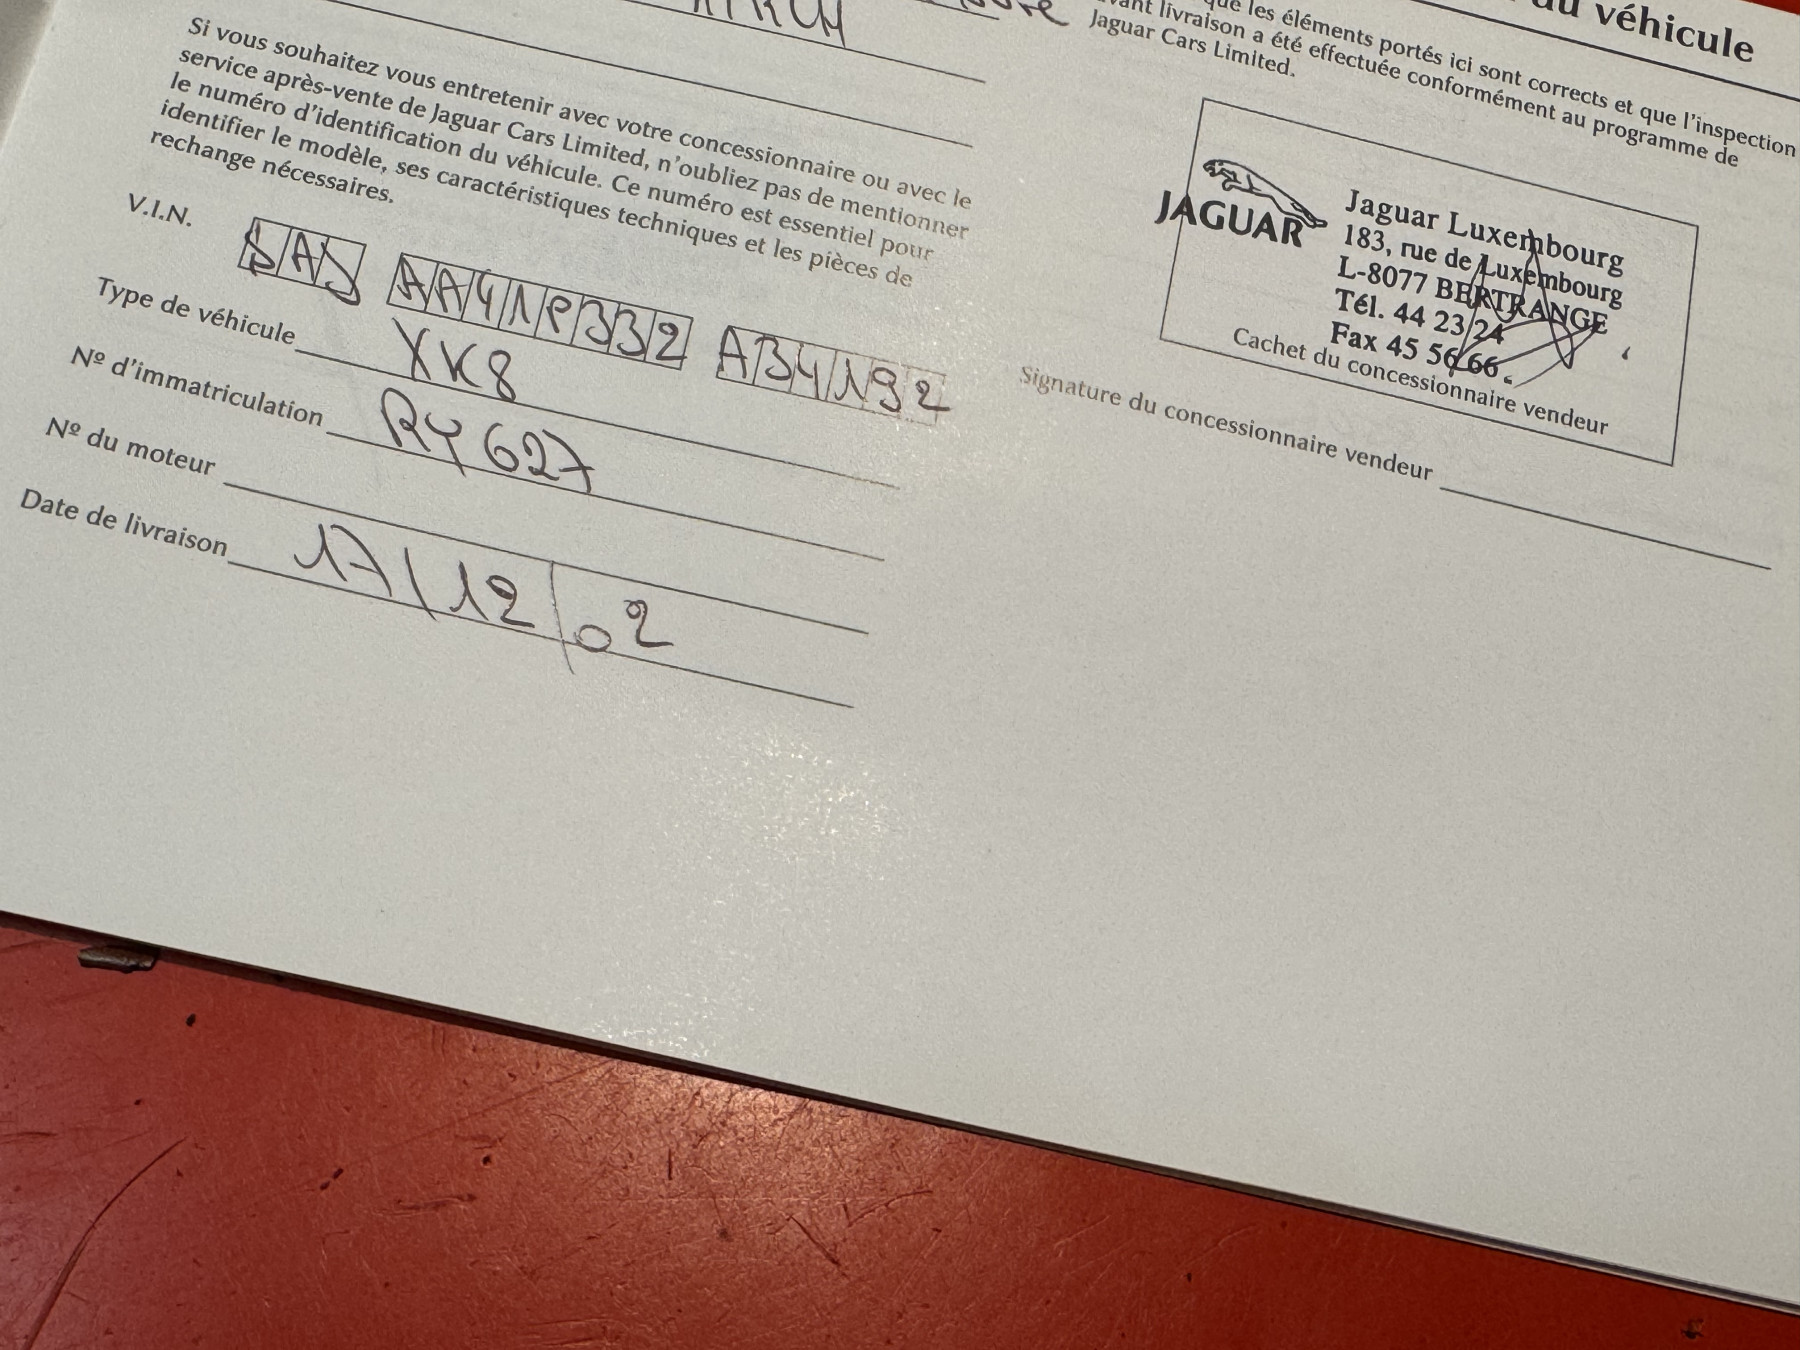 du véhicule
Si vous souhaitez vous entretenir avec votre concessionnaire ou avec le
service après-vente de Jaguar Cars Limited, n'oubliez pas de mentionner
le numéro d'identification du véhicule. Ce numéro est essentiel pour
identifier le modèle, ses caractéristiques techniques et les pièces de
rechange nécessaires.
V.I.N. SAJ AA41P332 A34192
Type de véhicule XK8
Nº d'immatriculation RY627
Nº du moteur
Date de livraison 17/12/02
que les éléments portés ici sont corrects et que l'inspection
avant livraison a été effectuée conformément au programme de
Jaguar Cars Limited.
JAGUAR
Jaguar Luxembourg
183, rue de Luxembourg
L-8077 BERTRANGE
Tél. 44 23 24
Fax 45 56 66
Cachet du concessionnaire vendeur
Signature du concessionnaire vendeur